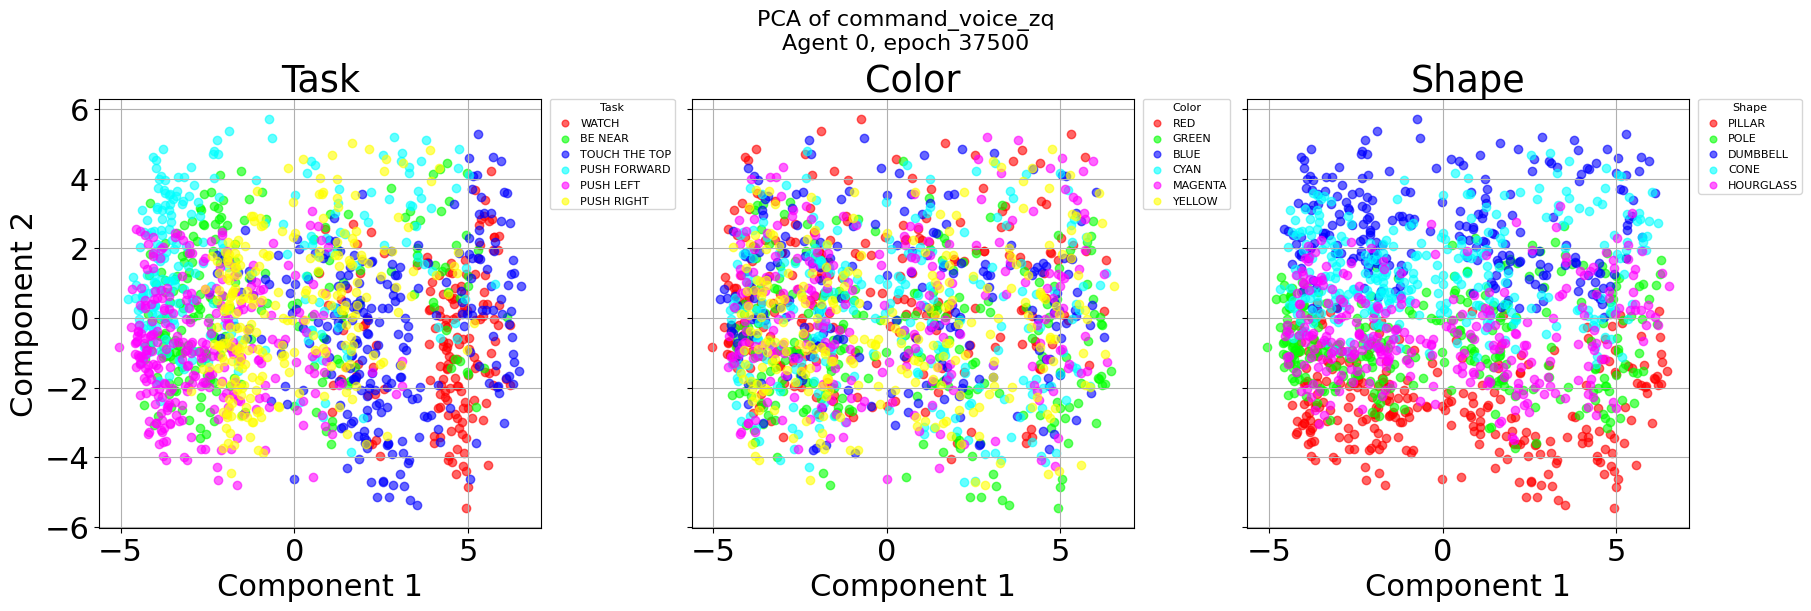 PCA of command_voice_zq
Agent 0, epoch 37500
Task
6
4
2
0
−2
−4
−6
Component 2
−5
0
5
Component 1
Task
WATCH
BE NEAR
TOUCH THE TOP
PUSH FORWARD
PUSH LEFT
PUSH RIGHT
Color
−5
0
5
Component 1
Color
RED
GREEN
BLUE
CYAN
MAGENTA
YELLOW
Shape
−5
0
5
Component 1
Shape
PILLAR
POLE
DUMBBELL
CONE
HOURGLASS